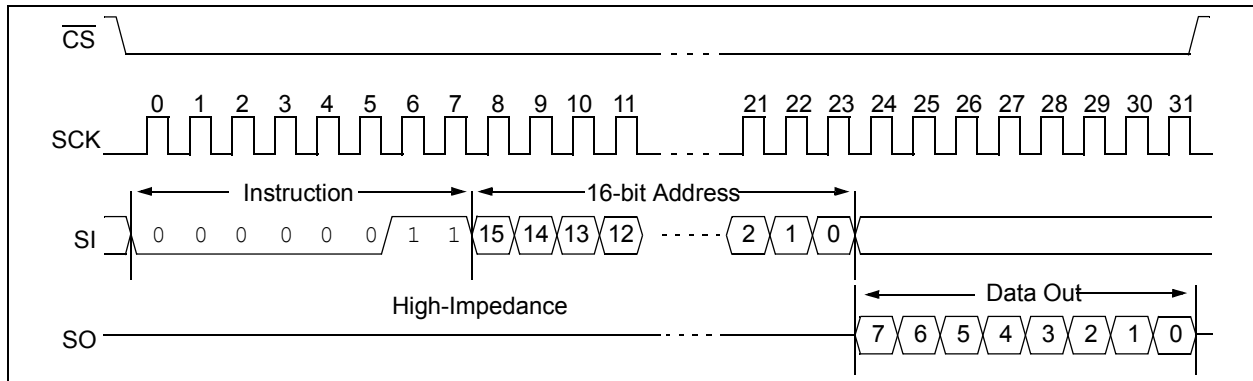 CS
0 1 2 3 4 5 6 7 8 9 10 11 21 22 23 24 25 26 27 28 29 30 31
SCK
Instruction 16-bit Address
SI 0 0 0 0 0 0 1 1 15 14 13 12 2 1 0
High-Impedance Data Out
SO 7 6 5 4 3 2 1 0